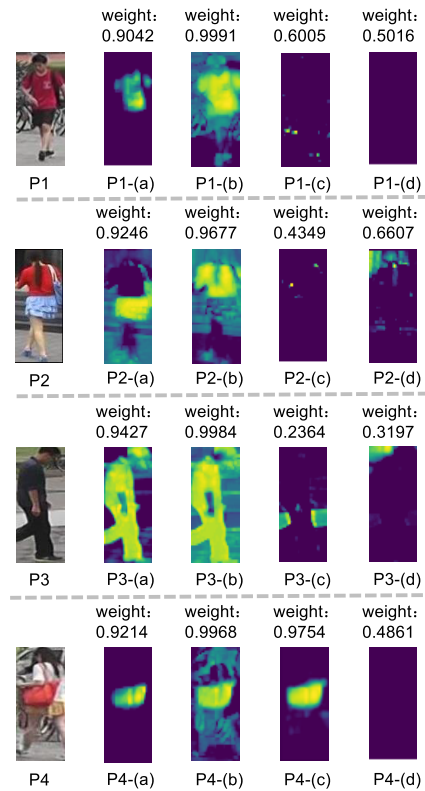 weight: weight: weight: weight:
0.9042 0.9991 0.6005 0.5016
P1 P1-(a) P1-(b) P1-(c) P1-(d)
weight: weight: weight: weight:
0.9246 0.9677 0.4349 0.6607
P2 P2-(a) P2-(b) P2-(c) P2-(d)
weight: weight: weight: weight:
0.9427 0.9984 0.2364 0.3197
P3 P3-(a) P3-(b) P3-(c) P3-(d)
weight: weight: weight: weight:
0.9214 0.9968 0.9754 0.4861
P4 P4-(a) P4-(b) P4-(c) P4-(d)